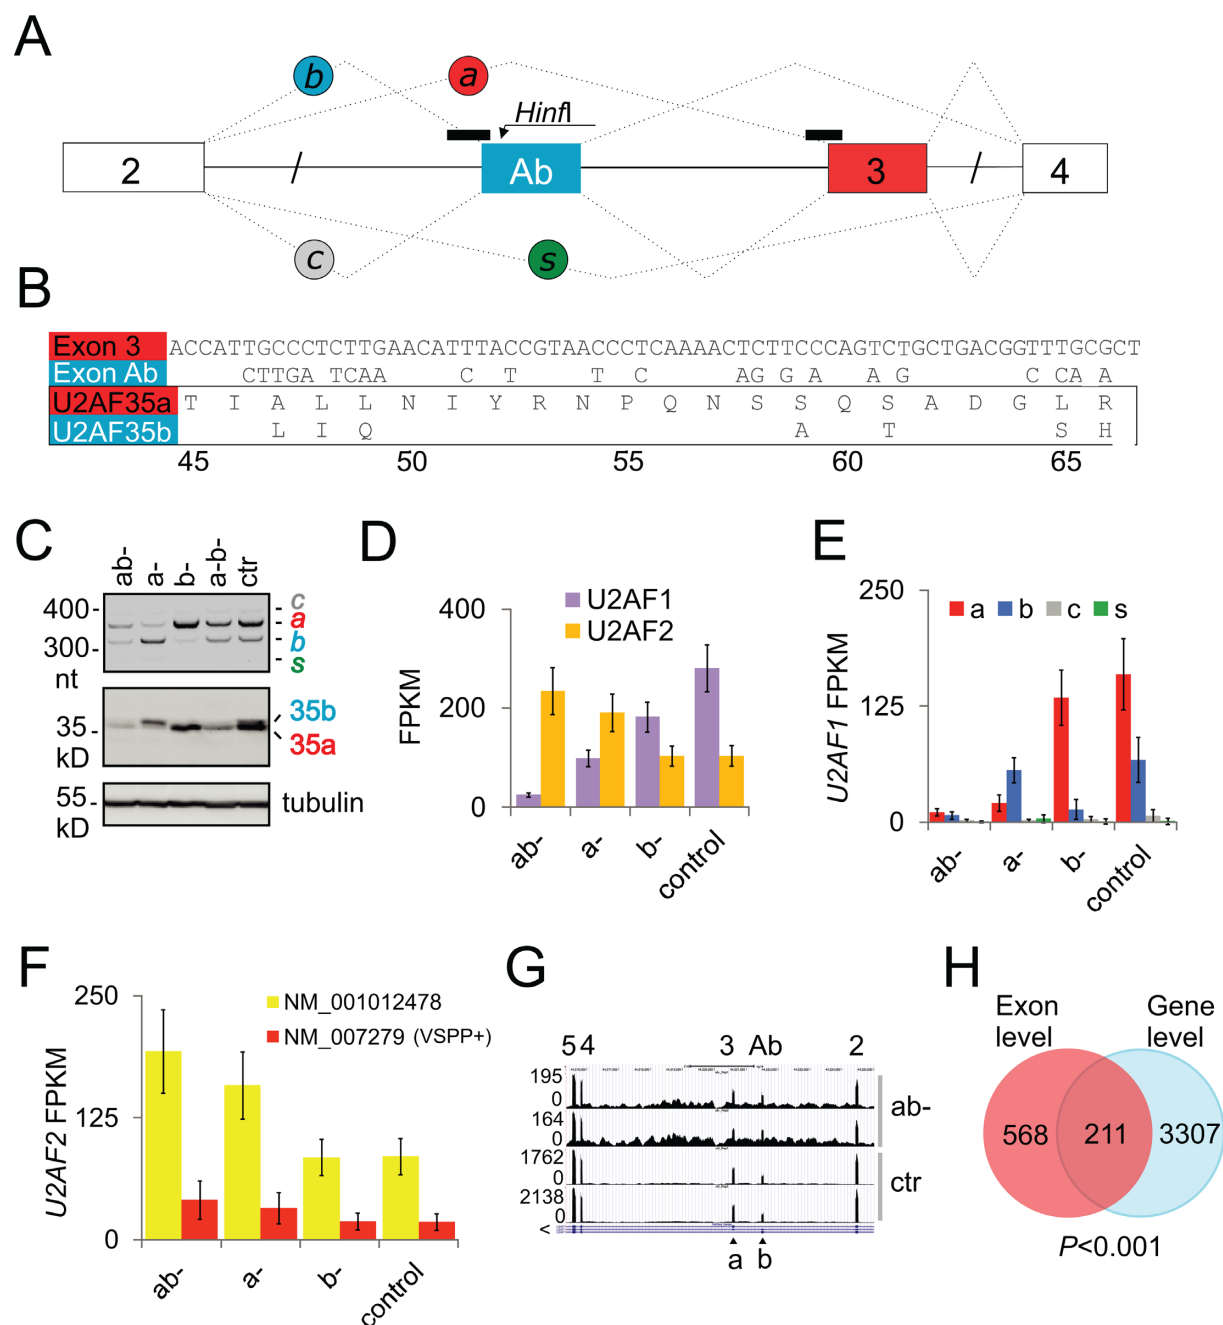 A
b
a
HinfI
2
Ab
3
4
c
s
B
Exon 3 ACCATTGCCCTCTTGAACATTTACCGTAACCCTCAAAACTCTTCCCAGTCTGCTGACGGTTTGCGCT
Exon Ab CTTGA TCAA C T T C AG G A A G C CA A
U2AF35a T I A L L N I Y R N P Q N S S Q S A D G L R
U2AF35b L I Q A T S H
45 50 55 60 65
C
ab- a- b- a-b- ctr
400-
300-
nt
c
a
b
s
35-
kD
35b
35a
55-
kD
tubulin
D
U2AF1
U2AF2
FPKM
400
200
0
ab- a- b- control
E
U2AF1 FPKM
250
125
0
a b c s
ab- a- b- control
F
U2AF2 FPKM
250
125
0
NM_001012478
NM_007279 (VSPP+)
ab- a- b- control
G
5 4 3 Ab 2
195
0
164
0
ab-
1762
0
2138
0
ctr
<
a b
H
Exon level
Gene level
568 211 3307
P<0.001